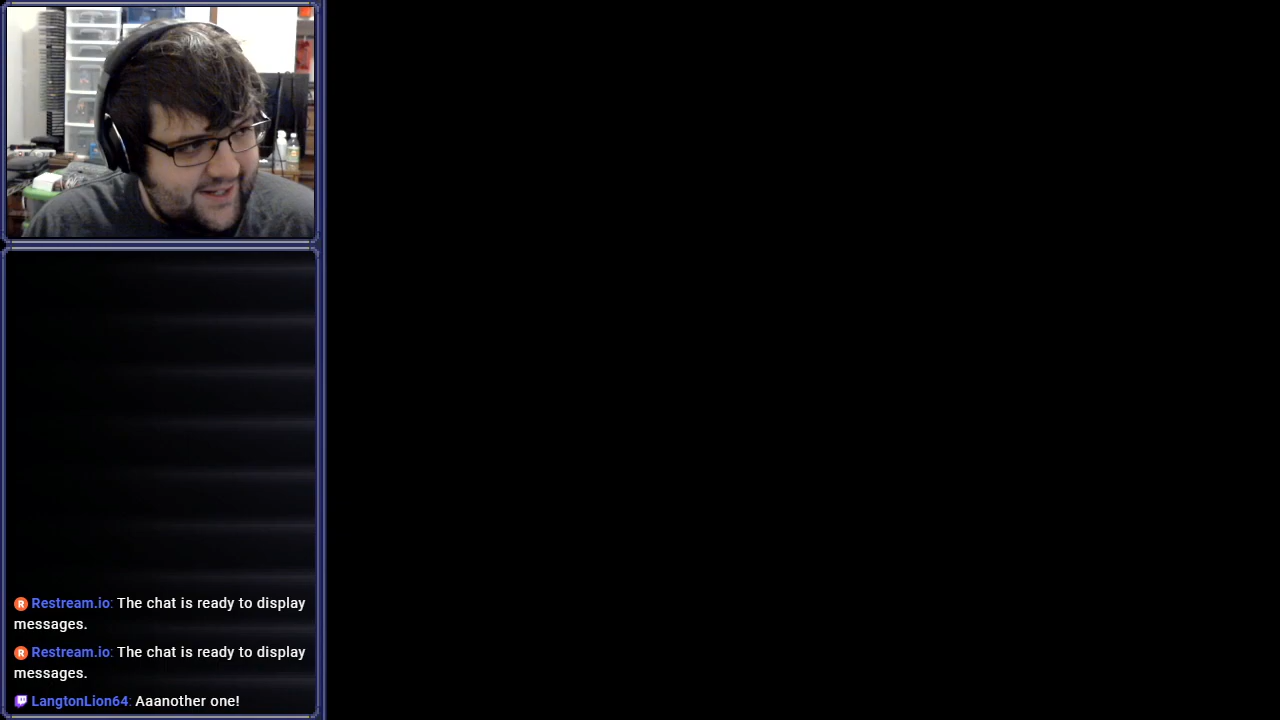 Restream.io: The chat is ready to display
messages.
Restream.io: The chat is ready to display
messages.
LangtonLion64: Aaanother one!